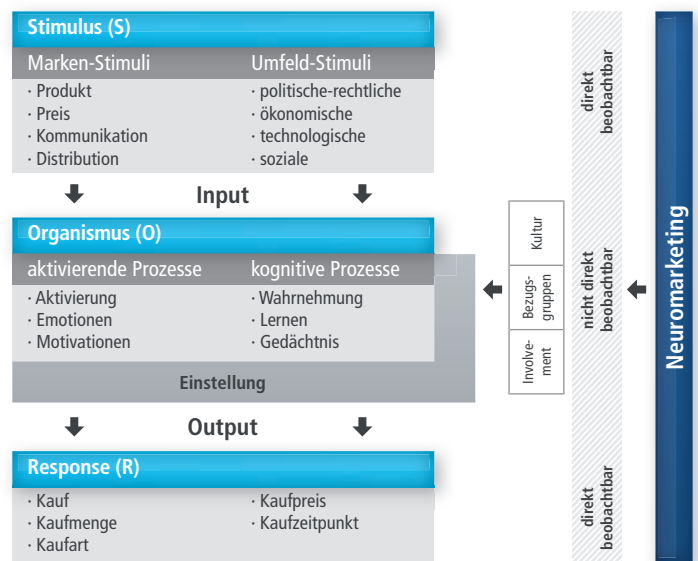 Stimulus (S)
Marken-Stimuli
Umfeld-Stimuli
· Produkt
· Preis
· Kommunikation
· Distribution
· politische-rechtliche
· ökonomische
· technologische
· soziale
Input
Organismus (O)
aktivierende Prozesse
kognitive Prozesse
· Aktivierung
· Emotionen
· Motivationen
· Wahrnehmung
· Lernen
· Gedächtnis
Einstellung
Output
Response (R)
· Kauf
· Kaufmenge
· Kaufart
· Kaufpreis
· Kaufzeitpunkt
Kultur
Bezugs-
gruppen
Involve-
ment
direkt
beobachtbar
nicht direkt
beobachtbar
direkt
beobachtbar
Neuromarketing